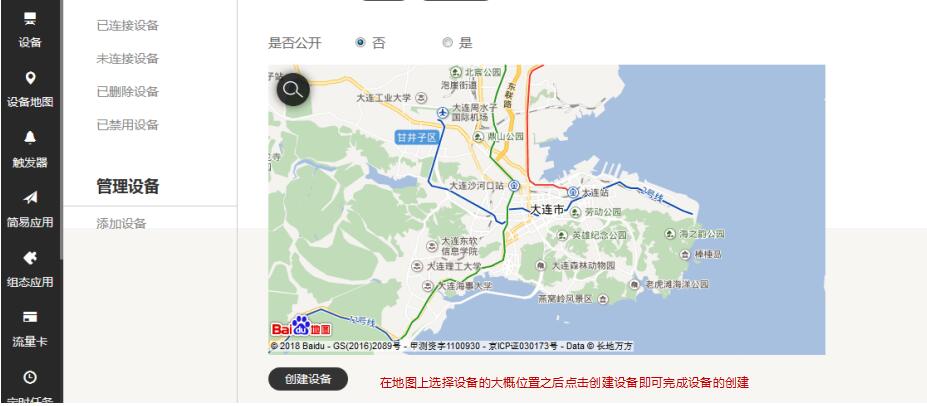 设备
设备地图
触发器
简易应用
组态应用
流量卡
定时任务
已连接设备
未连接设备
已删除设备
已禁用设备
管理设备
添加设备
是否公开
否
是
北宸公园
泡崖街道
东联路
大连工业大学
大连周水子
国际机场
甘井子区
鼎山公园
大连沙河口站
大连站
2号线
大连市
劳动公园
英雄纪念公园
海之韵公园
棒棰岛
大连东软
信息学院
大连理工大学
大连森林动物园
大连海事大学
老虎滩海洋公园
燕窝岭风景区
12号线
Bai du 地图
© 2018 Baidu - GS(2016)2089号 - 甲测资字1100930 - 京ICP证030173号 - Data © 长地万方
创建设备
在地图上选择设备的大概位置之后点击创建设备即可完成设备的创建